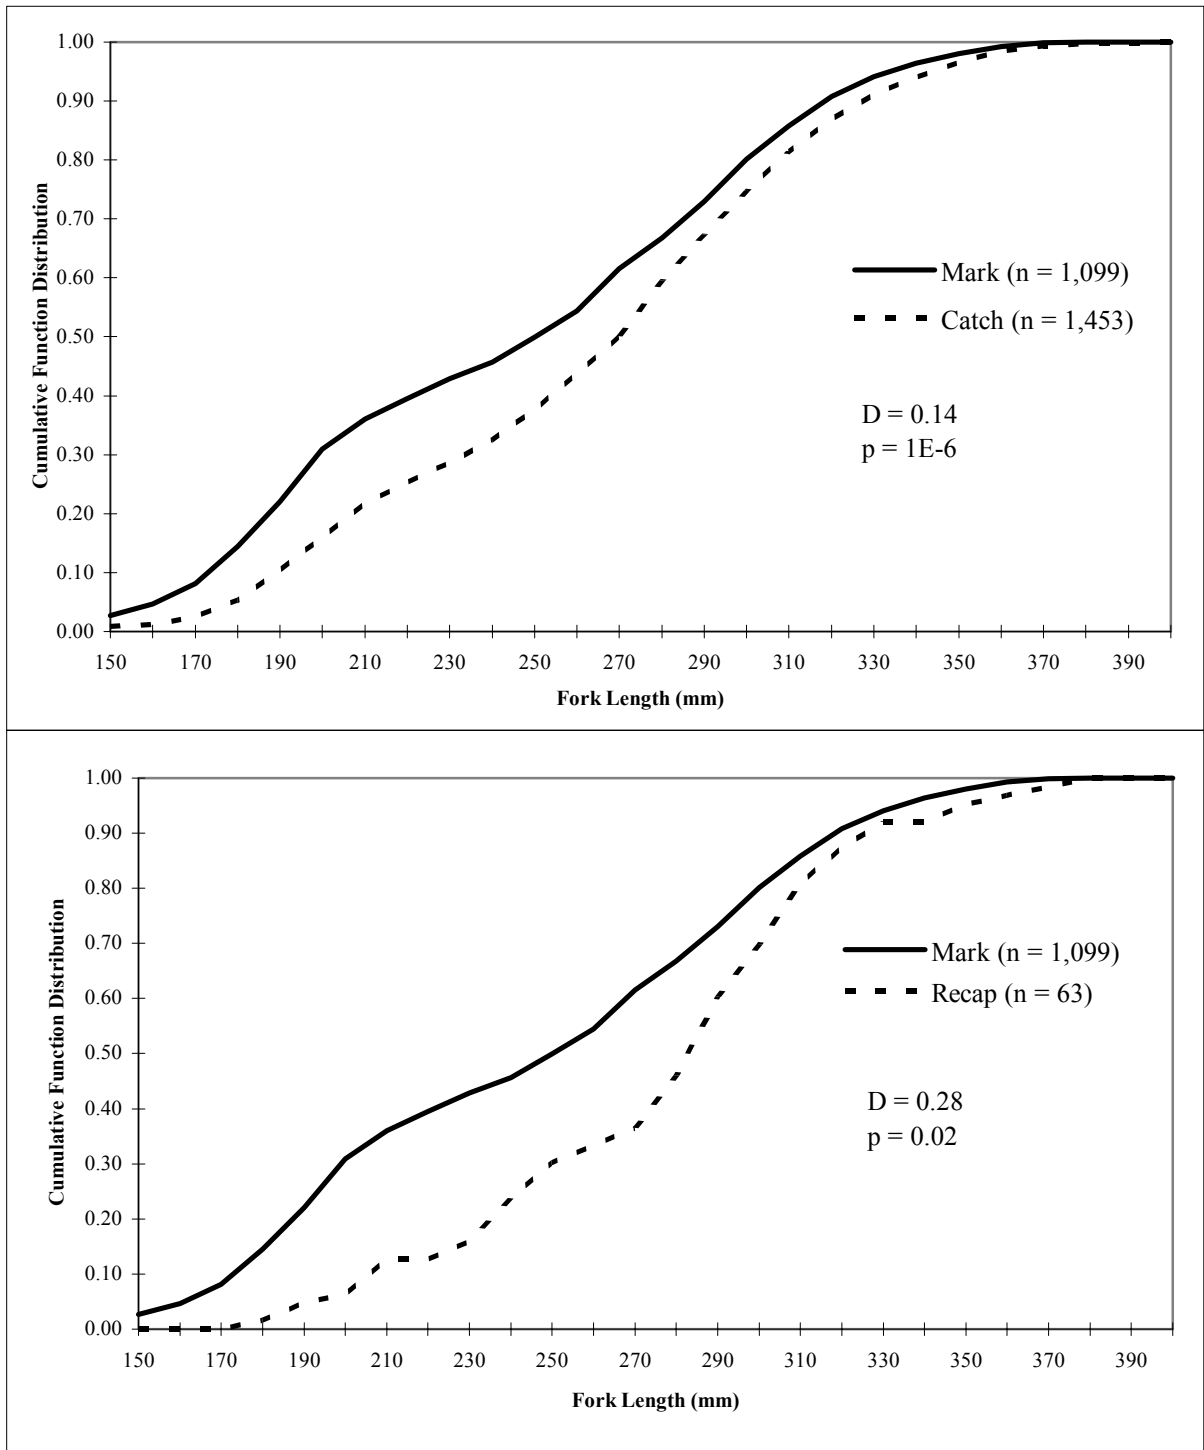 1.00
0.90
0.80
0.70
0.60
0.50
0.40
0.30
0.20
0.10
0.00
Cumulative Function Distribution
Mark (n = 1,099)
Catch (n = 1,453)
D = 0.14
p = 1E-6
150 170 190 210 230 250 270 290 310 330 350 370 390
Fork Length (mm)
1.00
0.90
0.80
0.70
0.60
0.50
0.40
0.30
0.20
0.10
0.00
Cumulative Function Distribution
Mark (n = 1,099)
Recap (n = 63)
D = 0.28
p = 0.02
150 170 190 210 230 250 270 290 310 330 350 370 390
Fork Length (mm)